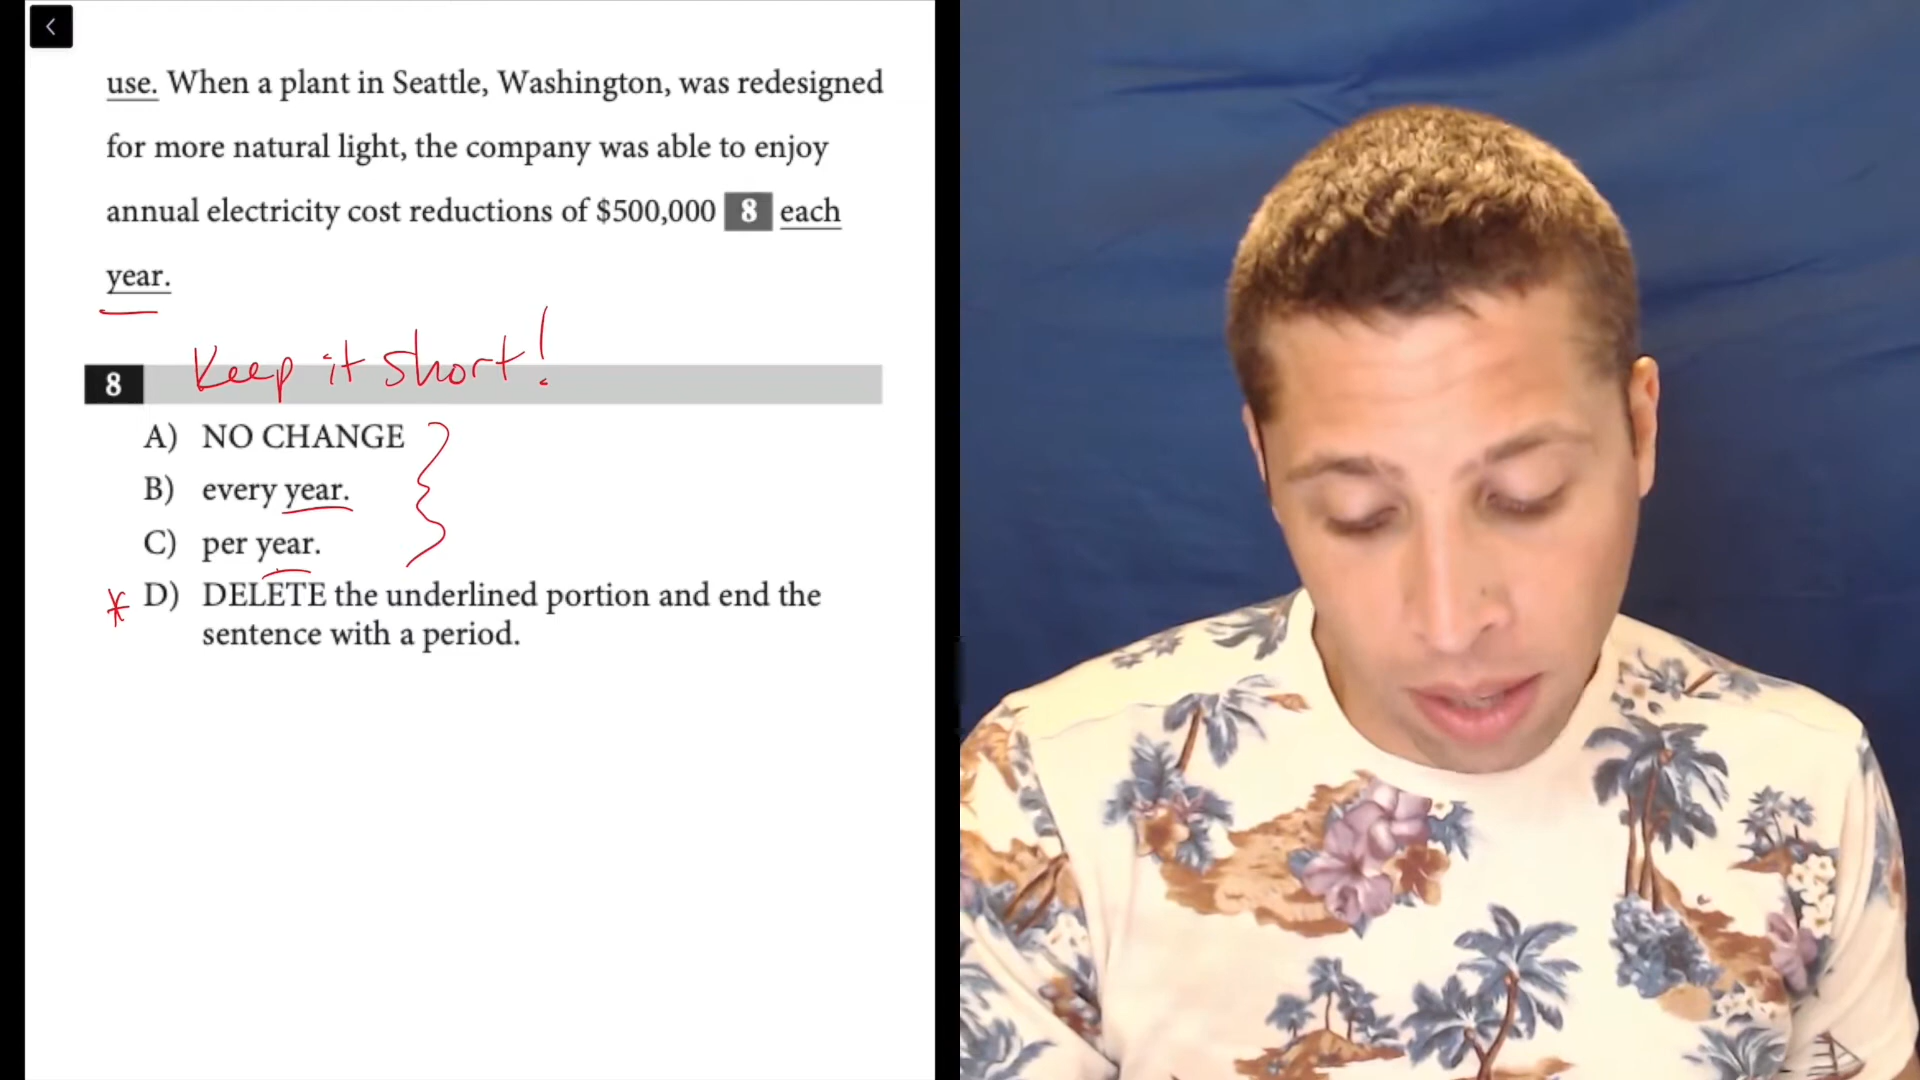 use. When a plant in Seattle, Washington, was redesigned
for more natural light, the company was able to enjoy
annual electricity cost reductions of $500,000 8 each
year.
Keep it short!
8
A) NO CHANGE
B) every year.
C) per year.
* D) DELETE the underlined portion and end the
sentence with a period.